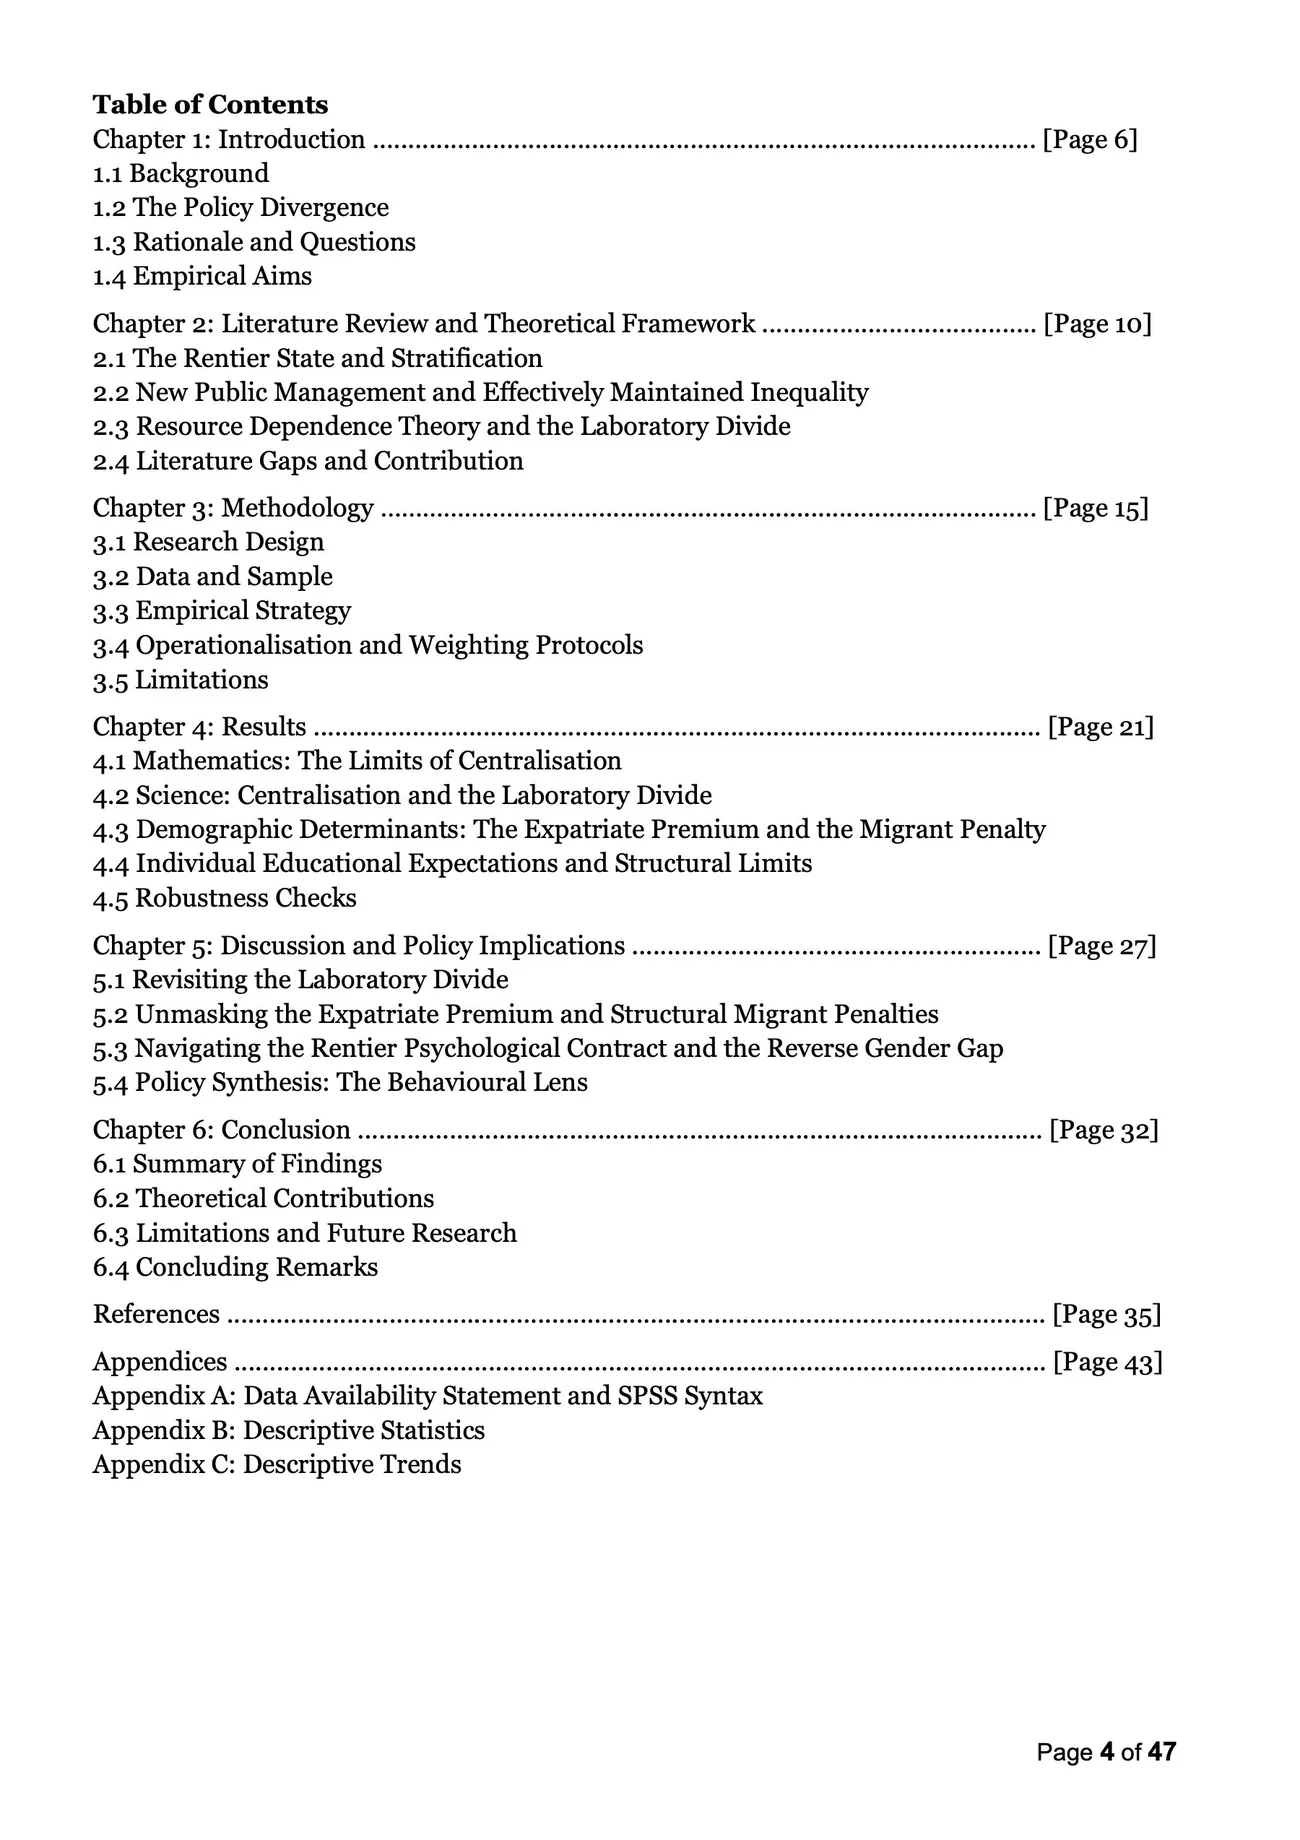 Table of Contents
Chapter 1: Introduction .............................................................................................. [Page 6]
1.1 Background
1.2 The Policy Divergence
1.3 Rationale and Questions
1.4 Empirical Aims
Chapter 2: Literature Review and Theoretical Framework ....................................... [Page 10]
2.1 The Rentier State and Stratification
2.2 New Public Management and Effectively Maintained Inequality
2.3 Resource Dependence Theory and the Laboratory Divide
2.4 Literature Gaps and Contribution
Chapter 3: Methodology ............................................................................................. [Page 15]
3.1 Research Design
3.2 Data and Sample
3.3 Empirical Strategy
3.4 Operationalisation and Weighting Protocols
3.5 Limitations
Chapter 4: Results ....................................................................................................... [Page 21]
4.1 Mathematics: The Limits of Centralisation
4.2 Science: Centralisation and the Laboratory Divide
4.3 Demographic Determinants: The Expatriate Premium and the Migrant Penalty
4.4 Individual Educational Expectations and Structural Limits
4.5 Robustness Checks
Chapter 5: Discussion and Policy Implications .......................................................... [Page 27]
5.1 Revisiting the Laboratory Divide
5.2 Unmasking the Expatriate Premium and Structural Migrant Penalties
5.3 Navigating the Rentier Psychological Contract and the Reverse Gender Gap
5.4 Policy Synthesis: The Behavioural Lens
Chapter 6: Conclusion ................................................................................................. [Page 32]
6.1 Summary of Findings
6.2 Theoretical Contributions
6.3 Limitations and Future Research
6.4 Concluding Remarks
References .................................................................................................................... [Page 35]
Appendices ................................................................................................................... [Page 43]
Appendix A: Data Availability Statement and SPSS Syntax
Appendix B: Descriptive Statistics
Appendix C: Descriptive Trends
Page 4 of 47